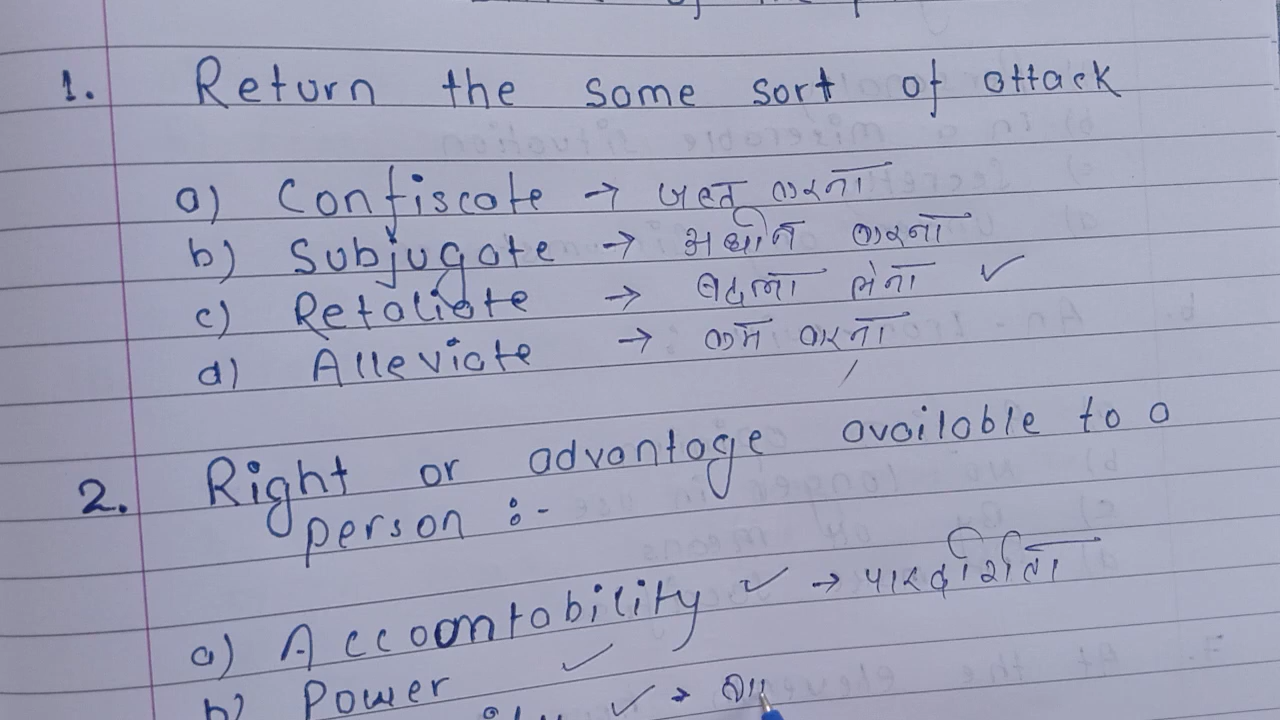 1. Return the same sort of attack
a) Confiscate → जब्त करना
b) Subjugate → अधीन करना
c) Retaliate → बदला लेना ✓
d) Alleviate → कम करना
2. Right or advantage available to a
person :-
a) Accountability ✓ → पारदर्शिता
b) Power ✓
✓ →